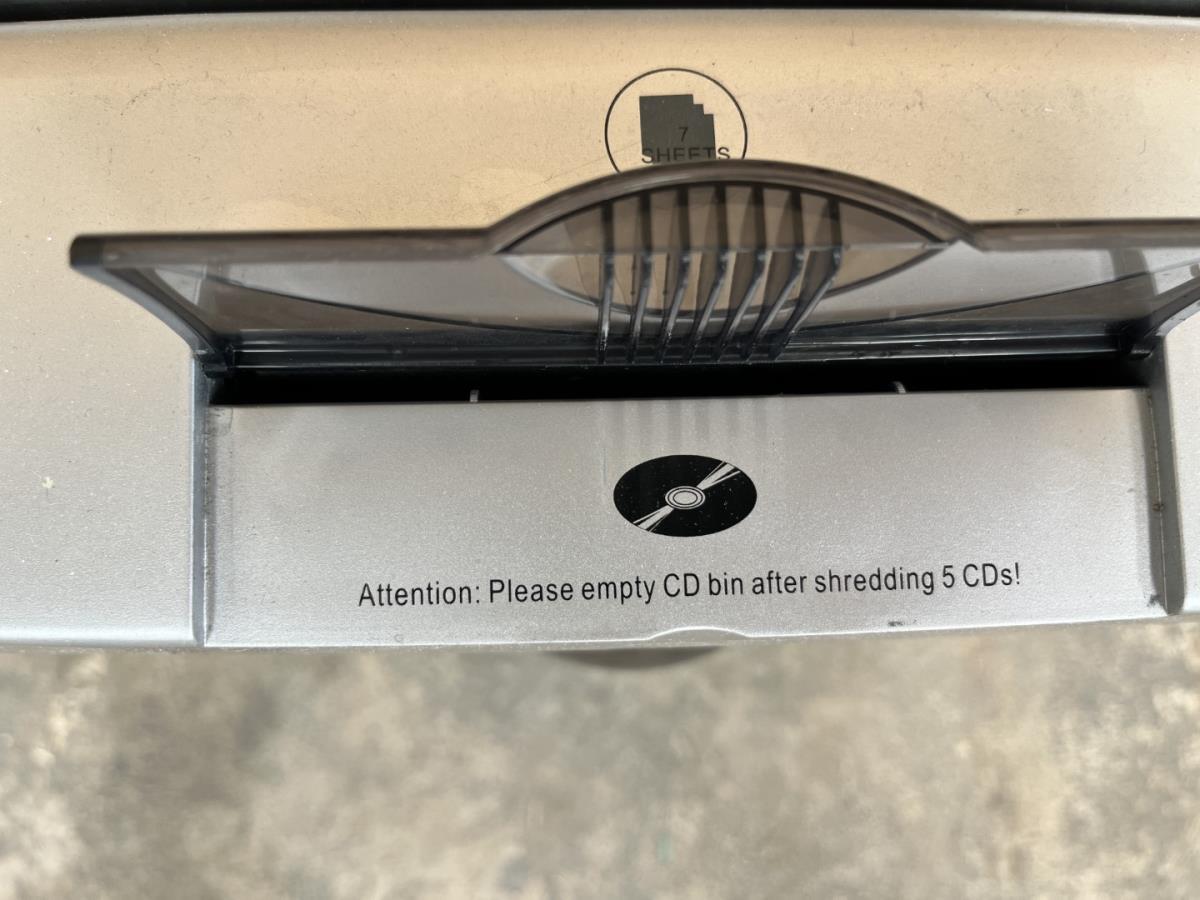 7
SHEETS
Attention: Please empty CD bin after shredding 5 CDs!